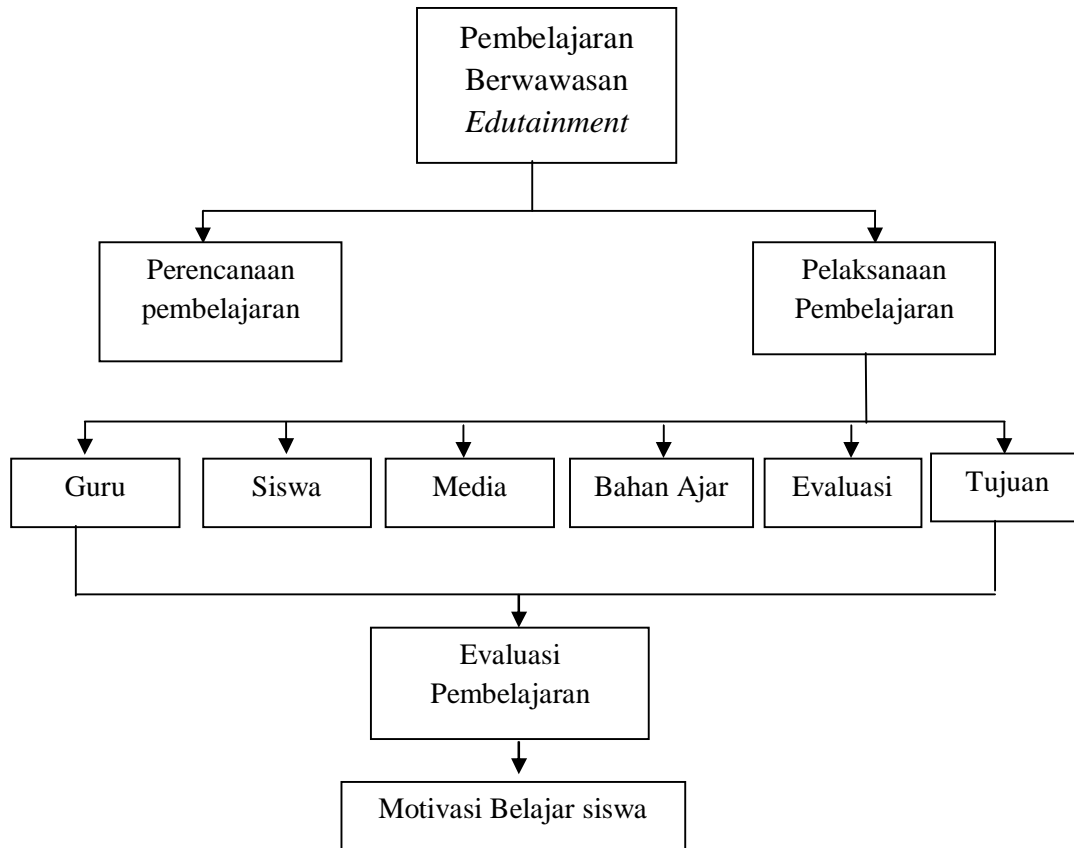 Pembelajaran
Berwawasan
Edutainment
Perencanaan
pembelajaran
Pelaksanaan
Pembelajaran
Guru
Siswa
Media
Bahan Ajar
Evaluasi
Tujuan
Evaluasi
Pembelajaran
Motivasi Belajar siswa